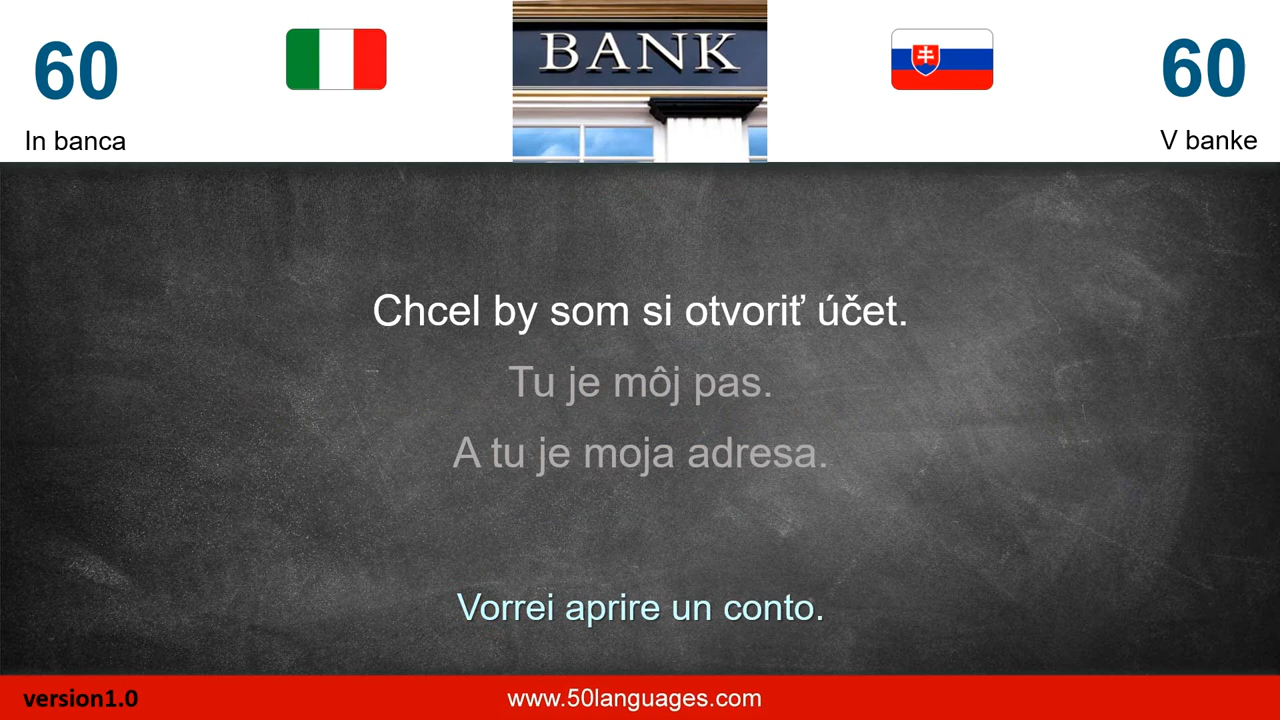 60
60
BANK
In banca
V banke
Chcel by som si otvoriť účet.
Tu je môj pas.
A tu je moja adresa.
Vorrei aprire un conto.
version1.0
www.50languages.com